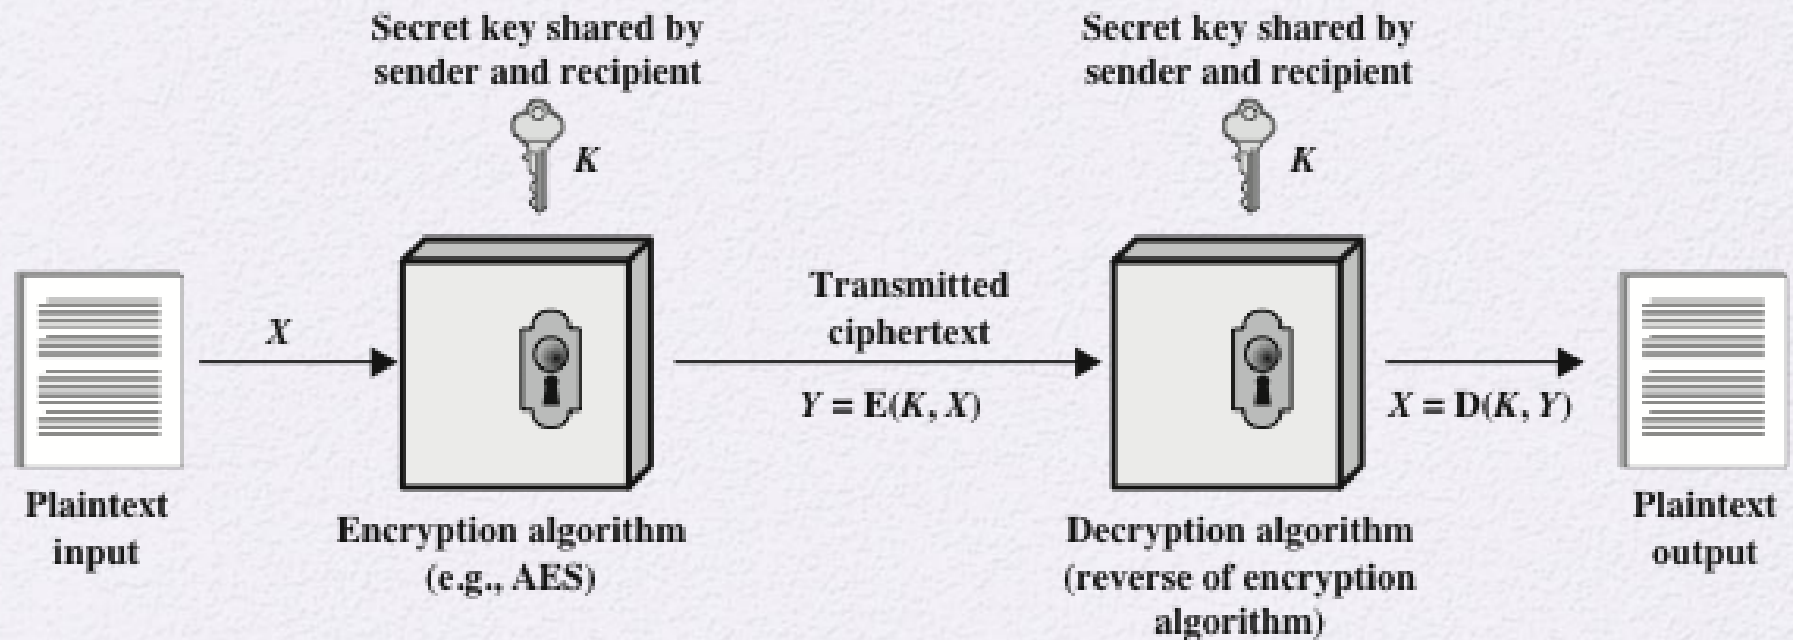 Secret key shared by
sender and recipient
K
Secret key shared by
sender and recipient
K
X
Transmitted
ciphertext
Y = E(K, X)
X = D(K, Y)
Plaintext
input
Encryption algorithm
(e.g., AES)
Decryption algorithm
(reverse of encryption
algorithm)
Plaintext
output